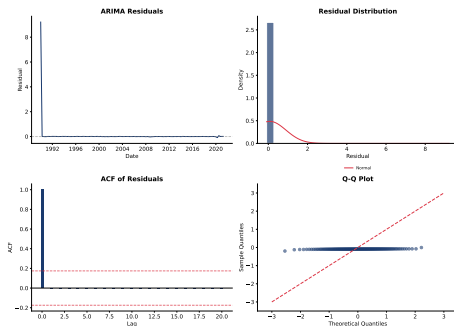 ARIMA Residuals
Residual
8
6
4
2
0
1992 1996 2000 2004 2008 2012 2016 2020
Date
Residual Distribution
Density
2.5
2.0
1.5
1.0
0.5
0.0
0 2 4 6 8
Residual
Normal
ACF of Residuals
ACF
1.0
0.8
0.6
0.4
0.2
0.0
−0.2
0.0 2.5 5.0 7.5 10.0 12.5 15.0 17.5 20.0
Lag
Q-Q Plot
Sample Quantiles
3
2
1
0
−1
−2
−3
−3 −2 −1 0 1 2 3
Theoretical Quantiles